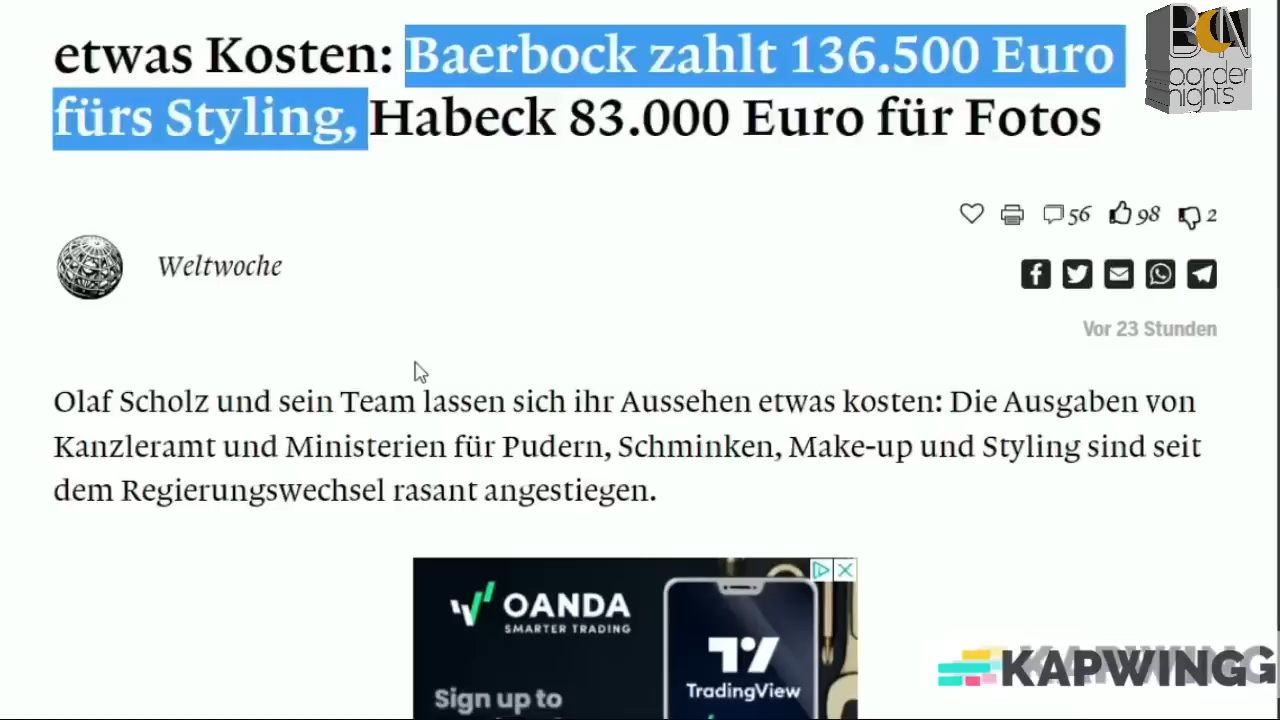 etwas Kosten: Baerbock zahlt 136.500 Euro
fürs Styling, Habeck 83.000 Euro für Fotos
BCN
border
nights
56 98 2
Weltwoche
Vor 23 Stunden
Olaf Scholz und sein Team lassen sich ihr Aussehen etwas kosten: Die Ausgaben von
Kanzleramt und Ministerien für Pudern, Schminken, Make-up und Styling sind seit
dem Regierungswechsel rasant angestiegen.
OANDA
SMARTER TRADING
TradingView
Sign up to
KAPWING